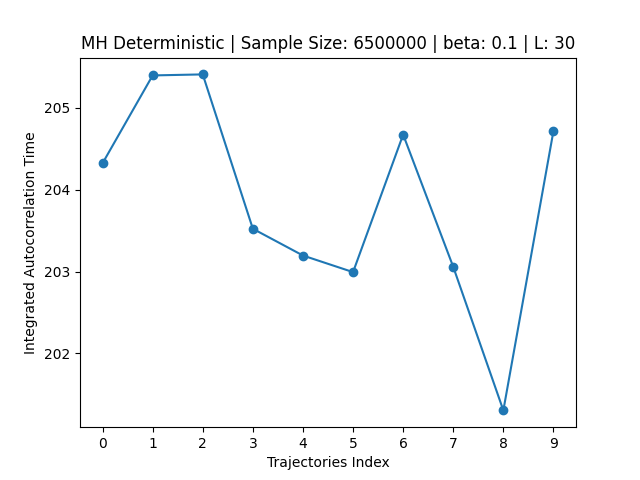 MH Deterministic | Sample Size: 6500000 | beta: 0.1 | L: 30
Integrated Autocorrelation Time
205
204
203
202
0 1 2 3 4 5 6 7 8 9
Trajectories Index